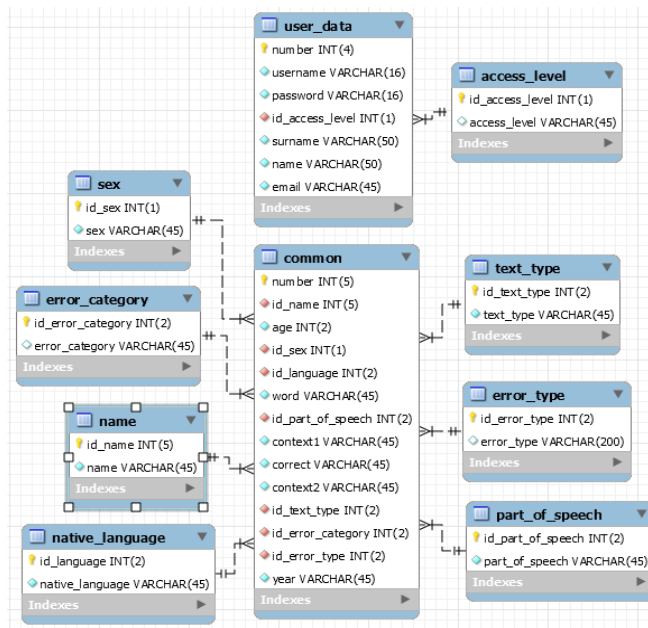 user_data
number INT(4)
username VARCHAR(16)
password VARCHAR(16)
id_access_level INT(1)
surname VARCHAR(50)
name VARCHAR(50)
email VARCHAR(45)
Indexes
access_level
id_access_level INT(1)
access_level VARCHAR(45)
Indexes
sex
id_sex INT(1)
sex VARCHAR(45)
Indexes
error_category
id_error_category INT(2)
error_category VARCHAR(45)
Indexes
name
id_name INT(5)
name VARCHAR(45)
Indexes
native_language
id_language INT(2)
native_language VARCHAR(45)
Indexes
common
number INT(5)
id_name INT(5)
age INT(2)
id_sex INT(1)
id_language INT(2)
word VARCHAR(45)
id_part_of_speech INT(2)
context1 VARCHAR(45)
correct VARCHAR(45)
context2 VARCHAR(45)
id_text_type INT(2)
id_error_category INT(2)
id_error_type INT(2)
year VARCHAR(45)
Indexes
text_type
id_text_type INT(2)
text_type VARCHAR(45)
Indexes
error_type
id_error_type INT(2)
error_type VARCHAR(200)
Indexes
part_of_speech
id_part_of_speech INT(2)
part_of_speech VARCHAR(45)
Indexes